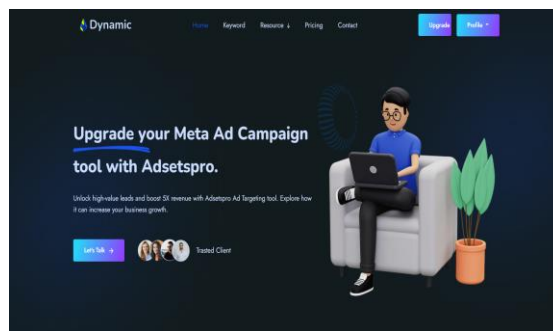 Dynamic
Home Keyword Resource ↓ Pricing Contact Upgrade Profile
Upgrade your Meta Ad Campaign
tool with Adsetspro.
Unlock high-value leads and boost 5X revenue with Adsetspro Ad Targeting tool. Explore how
it can increase your business growth.
Let's Talk →
Trasted Client